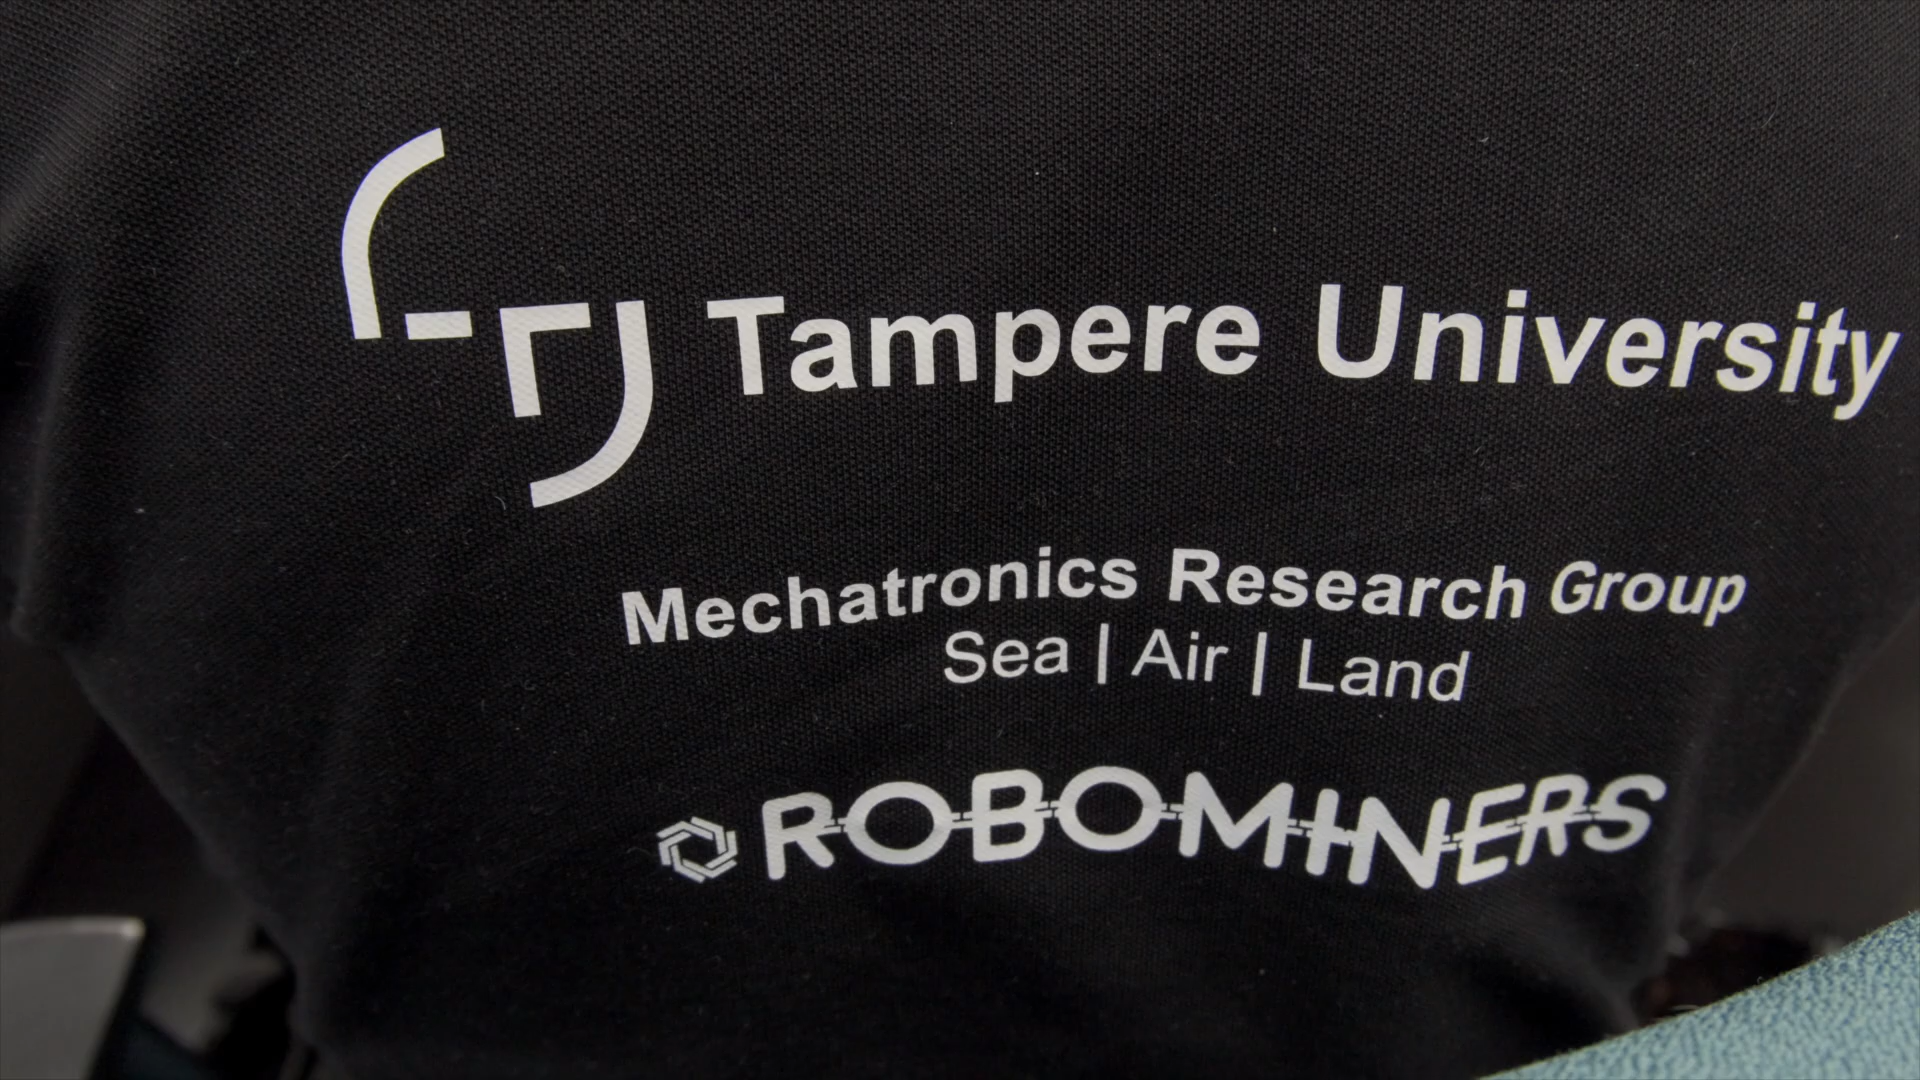 Tampere University
Mechatronics Research Group
Sea | Air | Land
ROBOMINERS